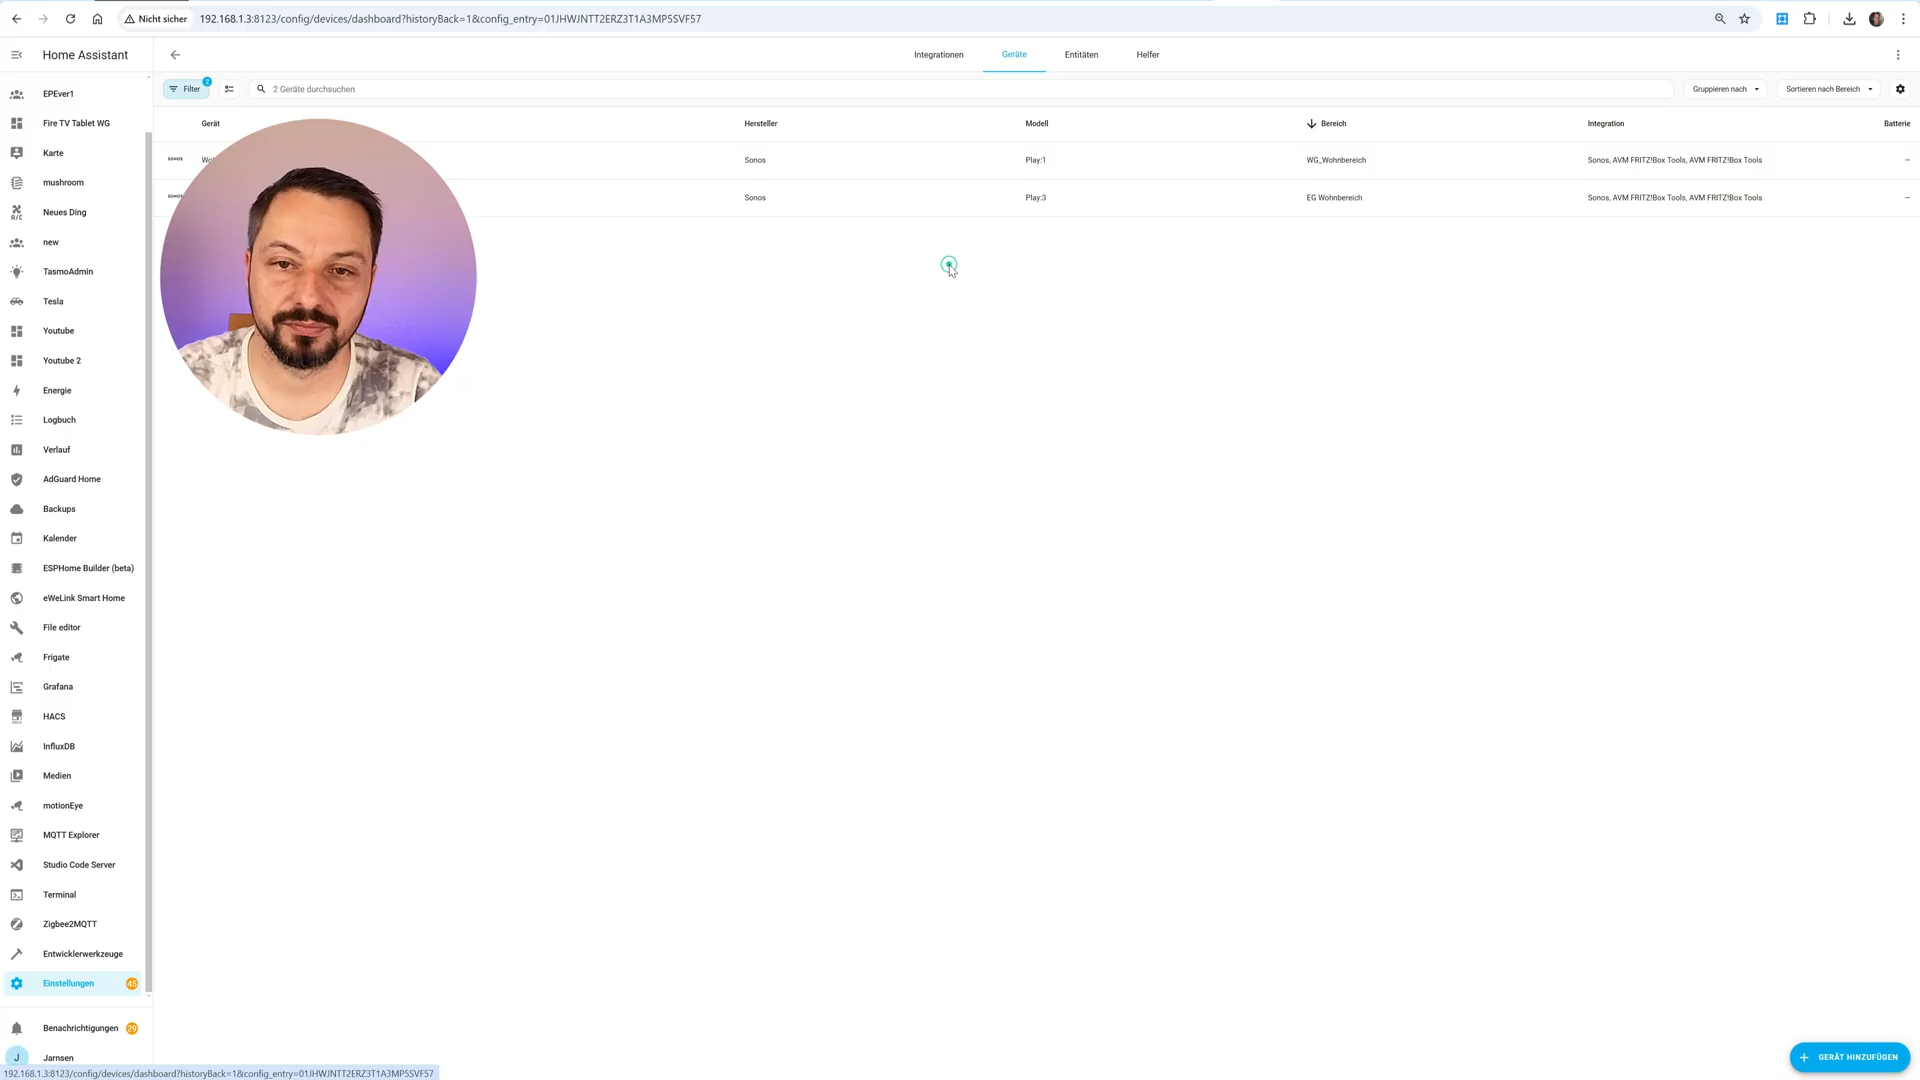 Nicht sicher
192.168.1.3:8123/config/devices/dashboard?historyBack=1&config_entry=01JHWJNTT2ERZ3T1A3MP5SVF57
Home Assistant
Integrationen
Geräte
Entitäten
Helfer
Filter
2
2 Geräte durchsuchen
Gruppieren nach
Sortieren nach Bereich
Gerät
Hersteller
Modell
Bereich
Integration
Batterie
SONOS
Sonos
Play:1
WG_Wohnbereich
Sonos, AVM FRITZ!Box Tools, AVM FRITZ!Box Tools
–
Sonos
Play:3
EG Wohnbereich
Sonos, AVM FRITZ!Box Tools, AVM FRITZ!Box Tools
–
EPEver1
Fire TV Tablet WG
Karte
mushroom
Neues Ding
new
TasmoAdmin
Tesla
Youtube
Youtube 2
Energie
Logbuch
Verlauf
AdGuard Home
Backups
Kalender
ESPHome Builder (beta)
eWeLink Smart Home
File editor
Frigate
Grafana
HACS
InfluxDB
Medien
motionEye
MQTT Explorer
Studio Code Server
Terminal
Zigbee2MQTT
Entwicklerwerkzeuge
Einstellungen
45
Benachrichtigungen
29
J
Jarnsen
GERÄT HINZUFÜGEN
192.168.1.3:8123/config/devices/dashboard?historyBack=1&config_entry=01JHWJNTT2ERZ3T1A3MP5SVF57